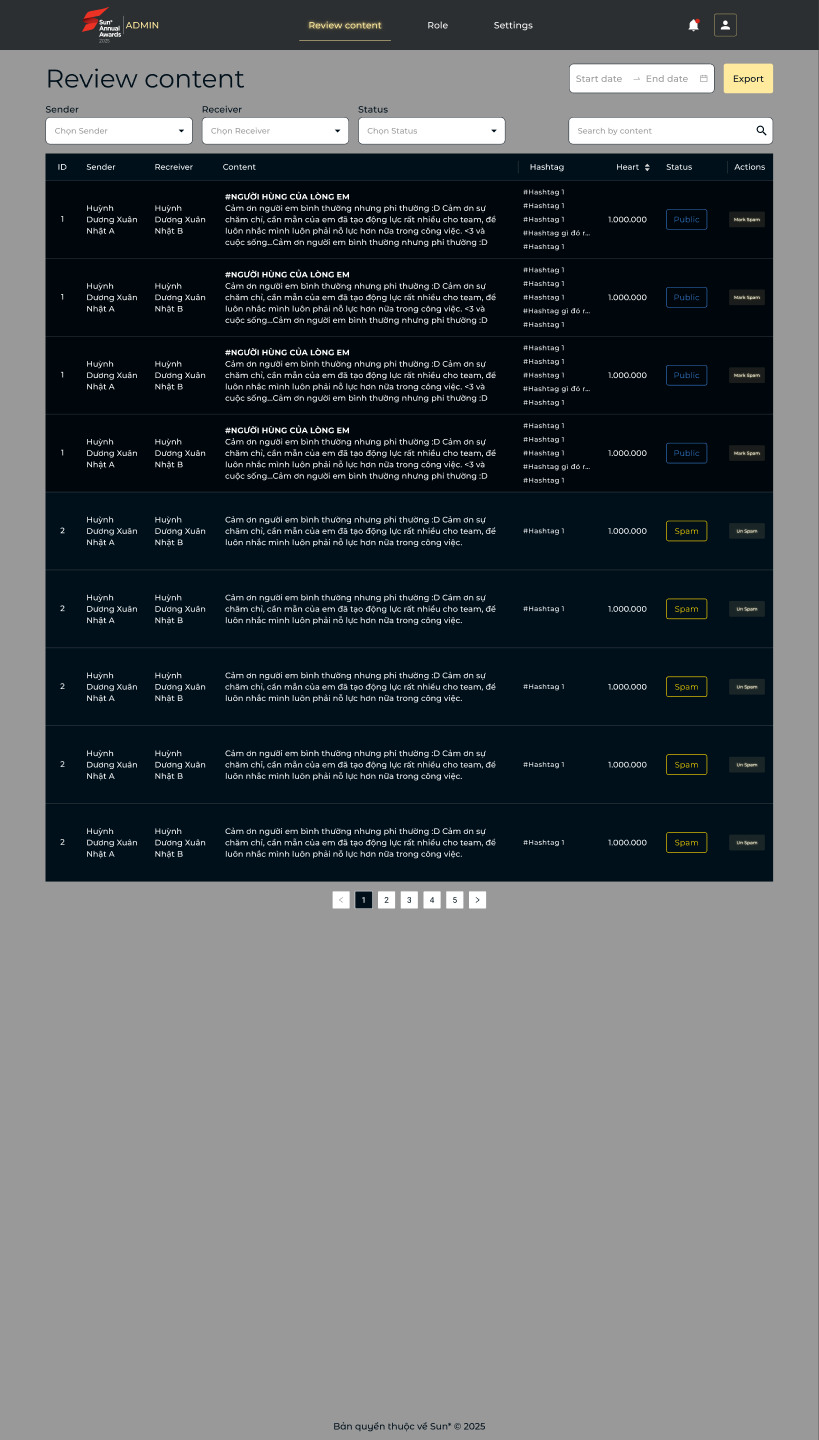 Sun*
Annual
Awards
2025
ADMIN
Review content
Role
Settings
Review content
Start date
End date
Export
Sender
Receiver
Status
Chọn Sender
Chọn Receiver
Chọn Status
Search by content
ID
Sender
Recreiver
Content
Hashtag
Heart
Status
Actions
1
Huỳnh
Dương Xuân
Nhật A
Huỳnh
Dương Xuân
Nhật B
#NGƯỜI HÙNG CỦA LÒNG EM
Cảm ơn người em bình thường nhưng phi thường :D Cảm ơn sự
chăm chỉ, cần mẫn của em đã tạo động lực rất nhiều cho team, để
luôn nhắc mình luôn phải nỗ lực hơn nữa trong công việc. <3 và
cuộc sống...Cảm ơn người em bình thường nhưng phi thường :D
#Hashtag 1
#Hashtag 1
#Hashtag 1
#Hashtag gì đó r...
#Hashtag 1
1.000.000
Public
Mark Spam
1
Huỳnh
Dương Xuân
Nhật A
Huỳnh
Dương Xuân
Nhật B
#NGƯỜI HÙNG CỦA LÒNG EM
Cảm ơn người em bình thường nhưng phi thường :D Cảm ơn sự
chăm chỉ, cần mẫn của em đã tạo động lực rất nhiều cho team, để
luôn nhắc mình luôn phải nỗ lực hơn nữa trong công việc. <3 và
cuộc sống...Cảm ơn người em bình thường nhưng phi thường :D
#Hashtag 1
#Hashtag 1
#Hashtag 1
#Hashtag gì đó r...
#Hashtag 1
1.000.000
Public
Mark Spam
1
Huỳnh
Dương Xuân
Nhật A
Huỳnh
Dương Xuân
Nhật B
#NGƯỜI HÙNG CỦA LÒNG EM
Cảm ơn người em bình thường nhưng phi thường :D Cảm ơn sự
chăm chỉ, cần mẫn của em đã tạo động lực rất nhiều cho team, để
luôn nhắc mình luôn phải nỗ lực hơn nữa trong công việc. <3 và
cuộc sống...Cảm ơn người em bình thường nhưng phi thường :D
#Hashtag 1
#Hashtag 1
#Hashtag 1
#Hashtag gì đó r...
#Hashtag 1
1.000.000
Public
Mark Spam
1
Huỳnh
Dương Xuân
Nhật A
Huỳnh
Dương Xuân
Nhật B
#NGƯỜI HÙNG CỦA LÒNG EM
Cảm ơn người em bình thường nhưng phi thường :D Cảm ơn sự
chăm chỉ, cần mẫn của em đã tạo động lực rất nhiều cho team, để
luôn nhắc mình luôn phải nỗ lực hơn nữa trong công việc. <3 và
cuộc sống...Cảm ơn người em bình thường nhưng phi thường :D
#Hashtag 1
#Hashtag 1
#Hashtag 1
#Hashtag gì đó r...
#Hashtag 1
1.000.000
Public
Mark Spam
2
Huỳnh
Dương Xuân
Nhật A
Huỳnh
Dương Xuân
Nhật B
Cảm ơn người em bình thường nhưng phi thường :D Cảm ơn sự
chăm chỉ, cần mẫn của em đã tạo động lực rất nhiều cho team, để
luôn nhắc mình luôn phải nỗ lực hơn nữa trong công việc.
#Hashtag 1
1.000.000
Spam
Un Spam
2
Huỳnh
Dương Xuân
Nhật A
Huỳnh
Dương Xuân
Nhật B
Cảm ơn người em bình thường nhưng phi thường :D Cảm ơn sự
chăm chỉ, cần mẫn của em đã tạo động lực rất nhiều cho team, để
luôn nhắc mình luôn phải nỗ lực hơn nữa trong công việc.
#Hashtag 1
1.000.000
Spam
Un Spam
2
Huỳnh
Dương Xuân
Nhật A
Huỳnh
Dương Xuân
Nhật B
Cảm ơn người em bình thường nhưng phi thường :D Cảm ơn sự
chăm chỉ, cần mẫn của em đã tạo động lực rất nhiều cho team, để
luôn nhắc mình luôn phải nỗ lực hơn nữa trong công việc.
#Hashtag 1
1.000.000
Spam
Un Spam
2
Huỳnh
Dương Xuân
Nhật A
Huỳnh
Dương Xuân
Nhật B
Cảm ơn người em bình thường nhưng phi thường :D Cảm ơn sự
chăm chỉ, cần mẫn của em đã tạo động lực rất nhiều cho team, để
luôn nhắc mình luôn phải nỗ lực hơn nữa trong công việc.
#Hashtag 1
1.000.000
Spam
Un Spam
2
Huỳnh
Dương Xuân
Nhật A
Huỳnh
Dương Xuân
Nhật B
Cảm ơn người em bình thường nhưng phi thường :D Cảm ơn sự
chăm chỉ, cần mẫn của em đã tạo động lực rất nhiều cho team, để
luôn nhắc mình luôn phải nỗ lực hơn nữa trong công việc.
#Hashtag 1
1.000.000
Spam
Un Spam
1
2
3
4
5
Bản quyền thuộc về Sun* © 2025